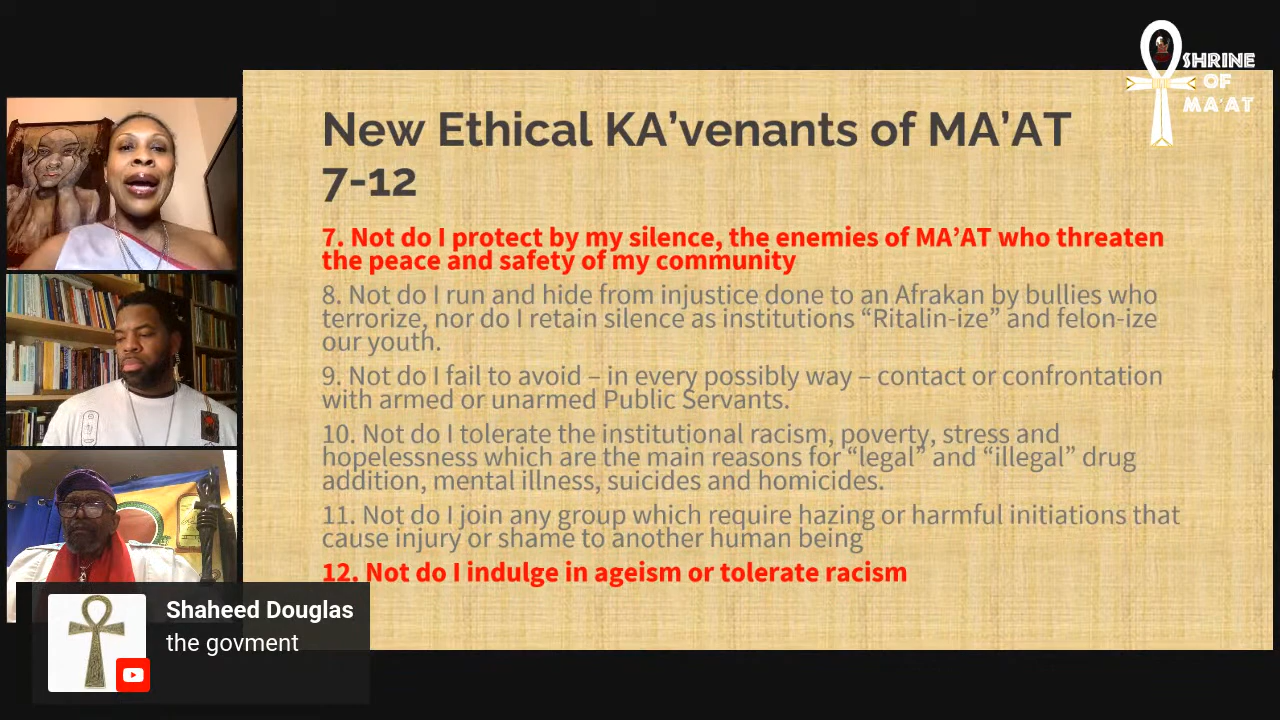 SHRINE
OF
MA'AT
New Ethical KA’venants of MA’AT
7-12
7. Not do I protect by my silence, the enemies of MA’AT who threaten
the peace and safety of my community
8. Not do I run and hide from injustice done to an Afrakan by bullies who
terrorize, nor do I retain silence as institutions “Ritalin-ize” and felon-ize
our youth.
9. Not do I fail to avoid – in every possibly way – contact or confrontation
with armed or unarmed Public Servants.
10. Not do I tolerate the institutional racism, poverty, stress and
hopelessness which are the main reasons for “legal” and “illegal” drug
addition, mental illness, suicides and homicides.
11. Not do I join any group which require hazing or harmful initiations that
cause injury or shame to another human being
12. Not do I indulge in ageism or tolerate racism
Shaheed Douglas
the govment